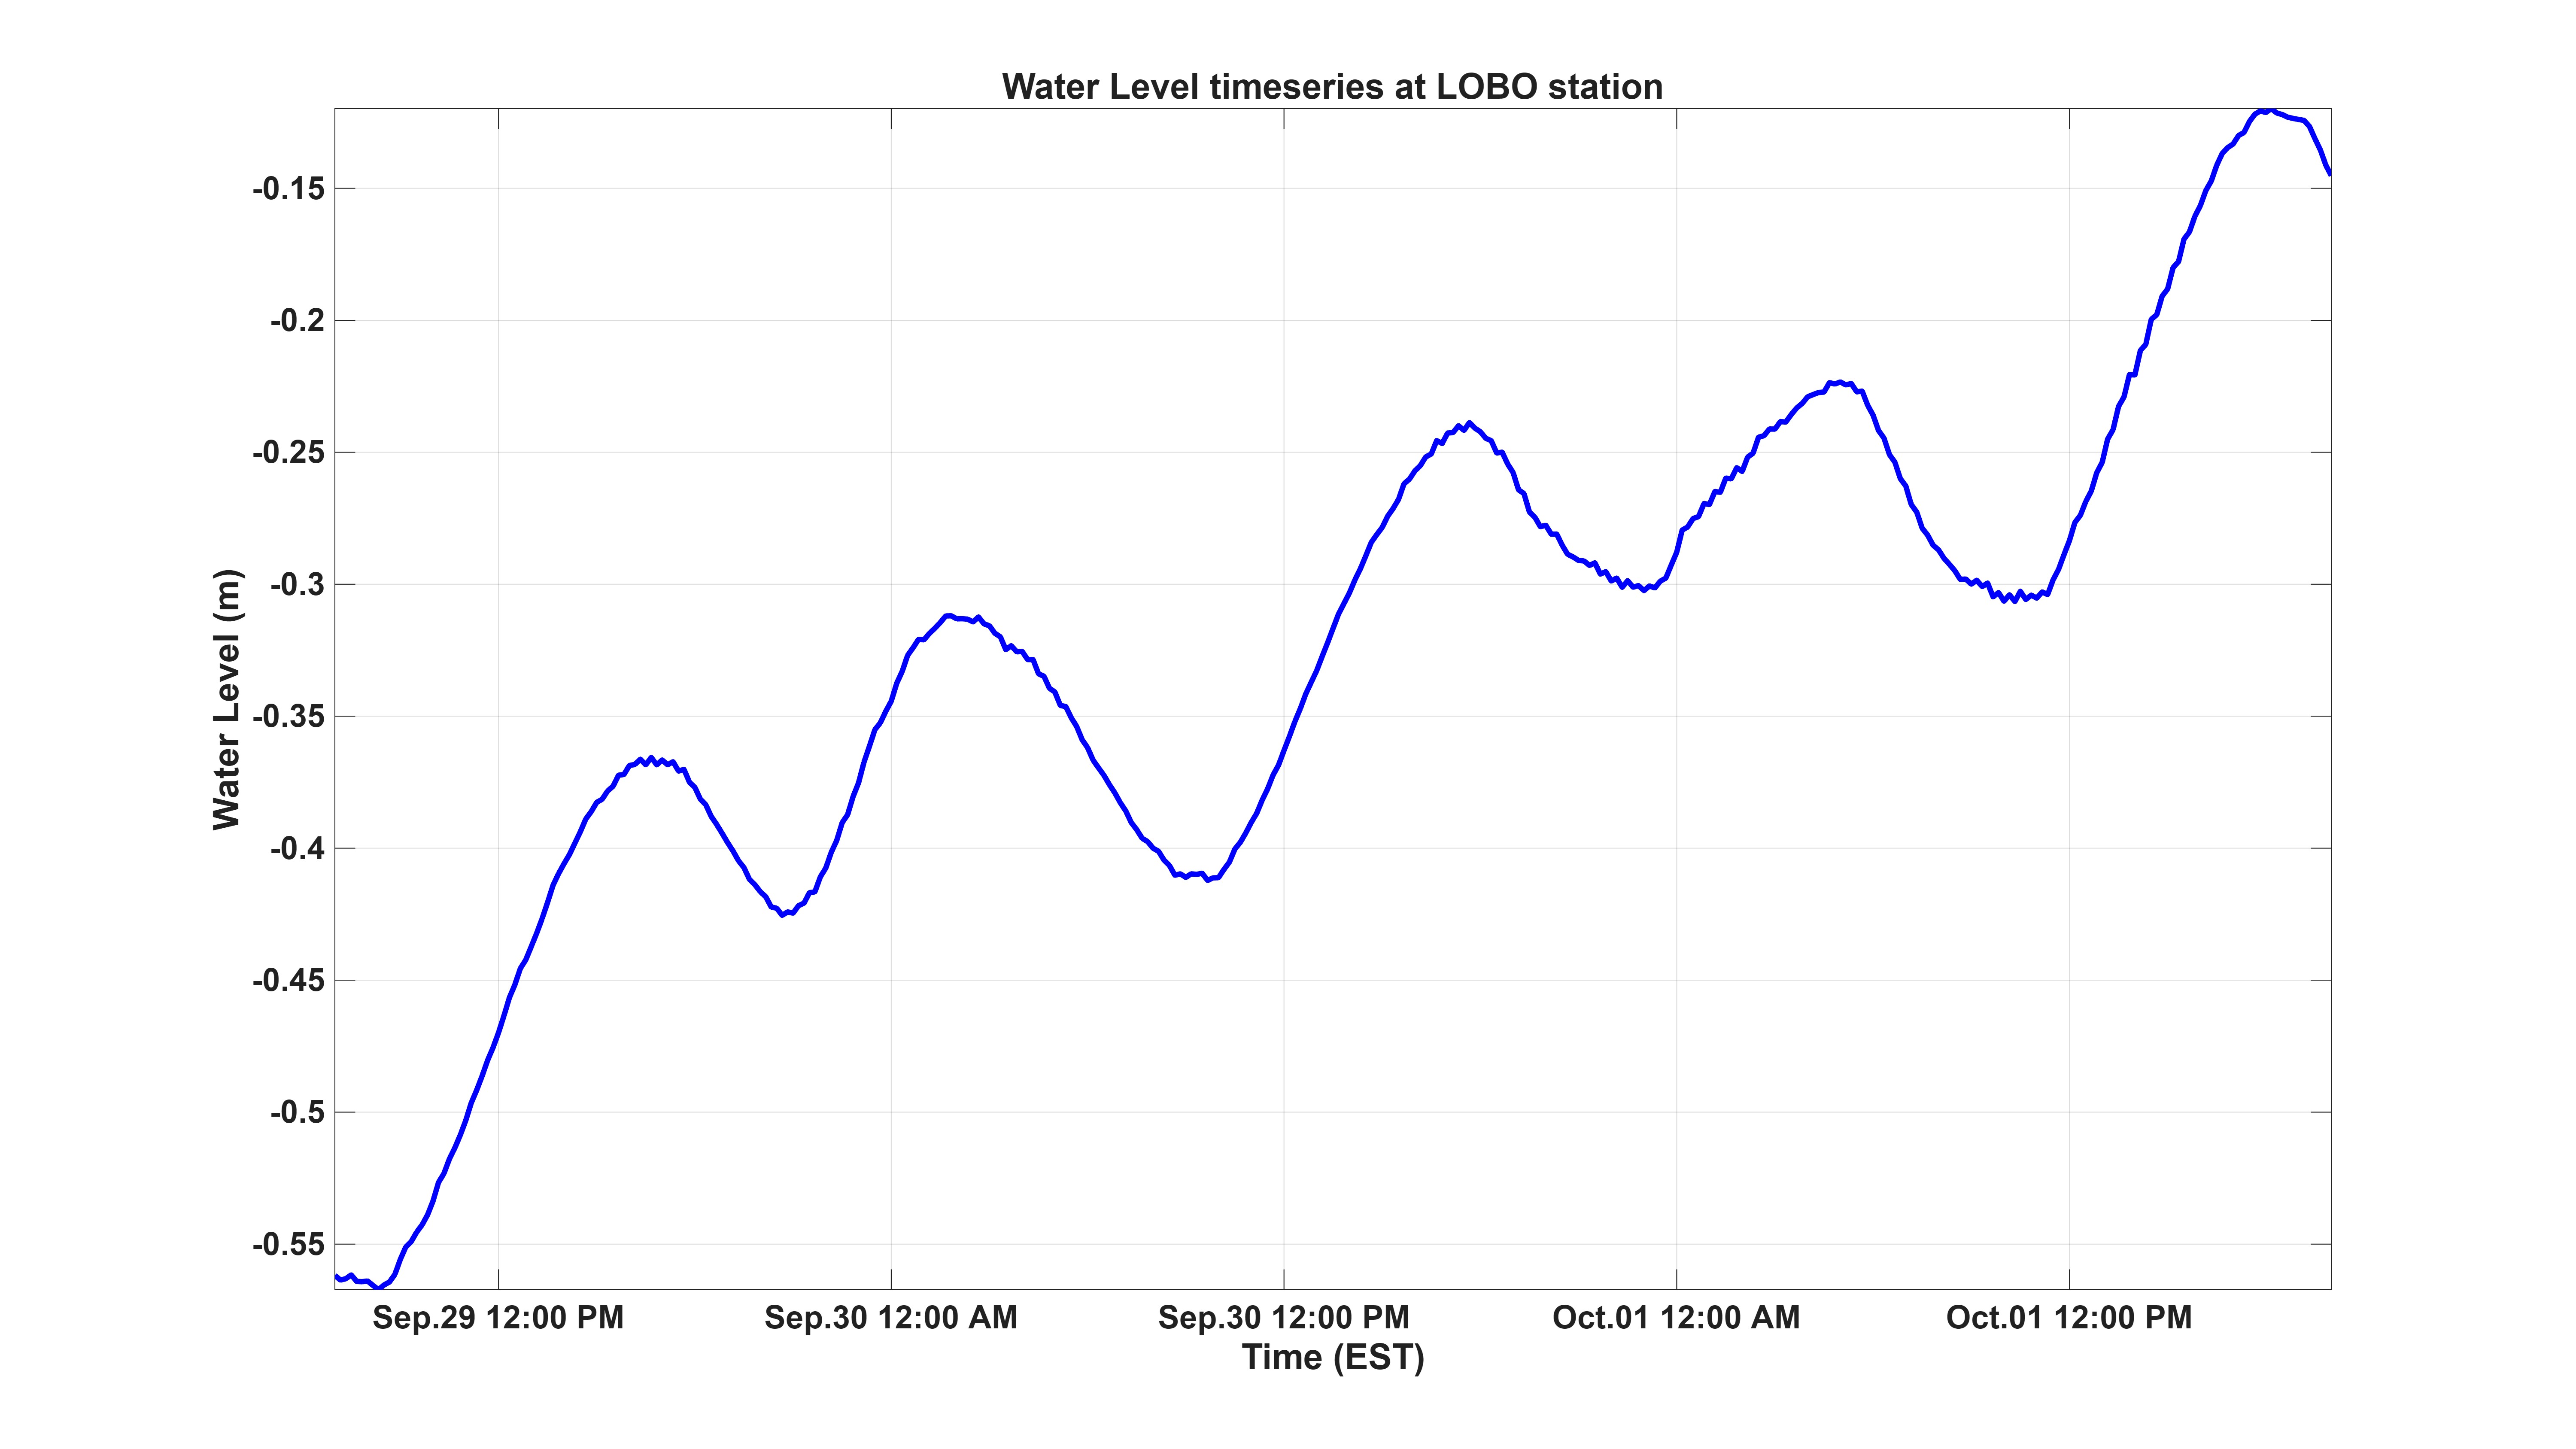 Water Level timeseries at LOBO station
-0.15
-0.2
-0.25
-0.3
-0.35
-0.4
-0.45
-0.5
-0.55
Water Level (m)
Sep.29 12:00 PM
Sep.30 12:00 AM
Sep.30 12:00 PM
Oct.01 12:00 AM
Oct.01 12:00 PM
Time (EST)